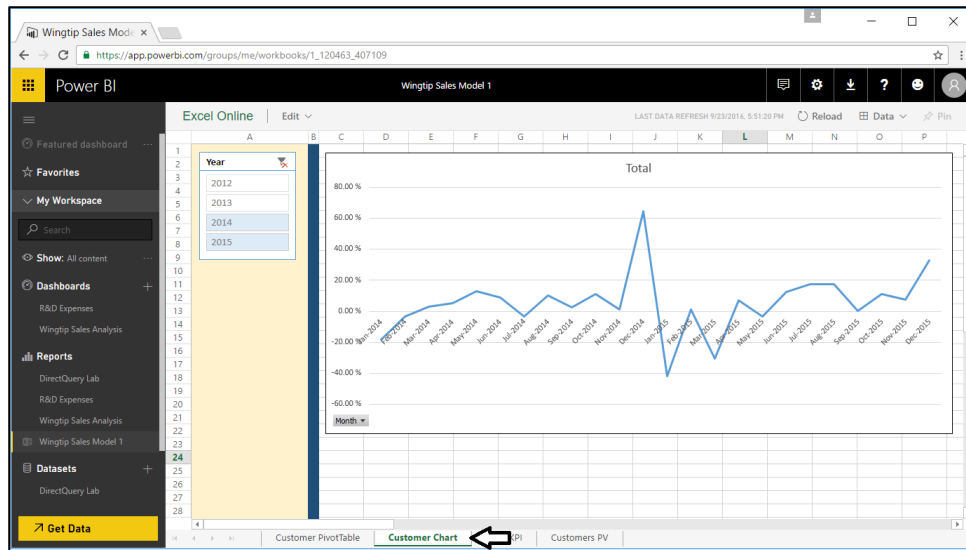 Wingtip Sales Mode
https://app.powerbi.com/groups/me/workbooks/1_120463_407109
Power BI
Wingtip Sales Model 1
?
Excel Online
Edit
LAST DATA REFRESH 9/23/2016, 5:51:20 PM
Reload
Data
Pin
Featured dashboard
Favorites
My Workspace
Search
Show: All content
Dashboards
R&D Expenses
Wingtip Sales Analysis
Reports
DirectQuery Lab
R&D Expenses
Wingtip Sales Analysis
Wingtip Sales Model 1
Datasets
DirectQuery Lab
Get Data
A B C D E F G H I J K L M N O P
1
2
3
4
5
6
7
8
9
10
11
12
13
14
15
16
17
18
19
20
21
22
23
24
25
26
27
28
Year
2012
2013
2014
2015
Total
80.00 %
60.00 %
40.00 %
20.00 %
0.00 %
-20.00 %
-40.00 %
-60.00 %
Jan-2014
Feb-2014
Mar-2014
Apr-2014
May-2014
Jun-2014
Jul-2014
Aug-2014
Sep-2014
Oct-2014
Nov-2014
Dec-2014
Jan-2015
Feb-2015
Mar-2015
Apr-2015
May-2015
Jun-2015
Jul-2015
Aug-2015
Sep-2015
Oct-2015
Nov-2015
Dec-2015
Month
Customer PivotTable
Customer Chart
KPI
Customers PV